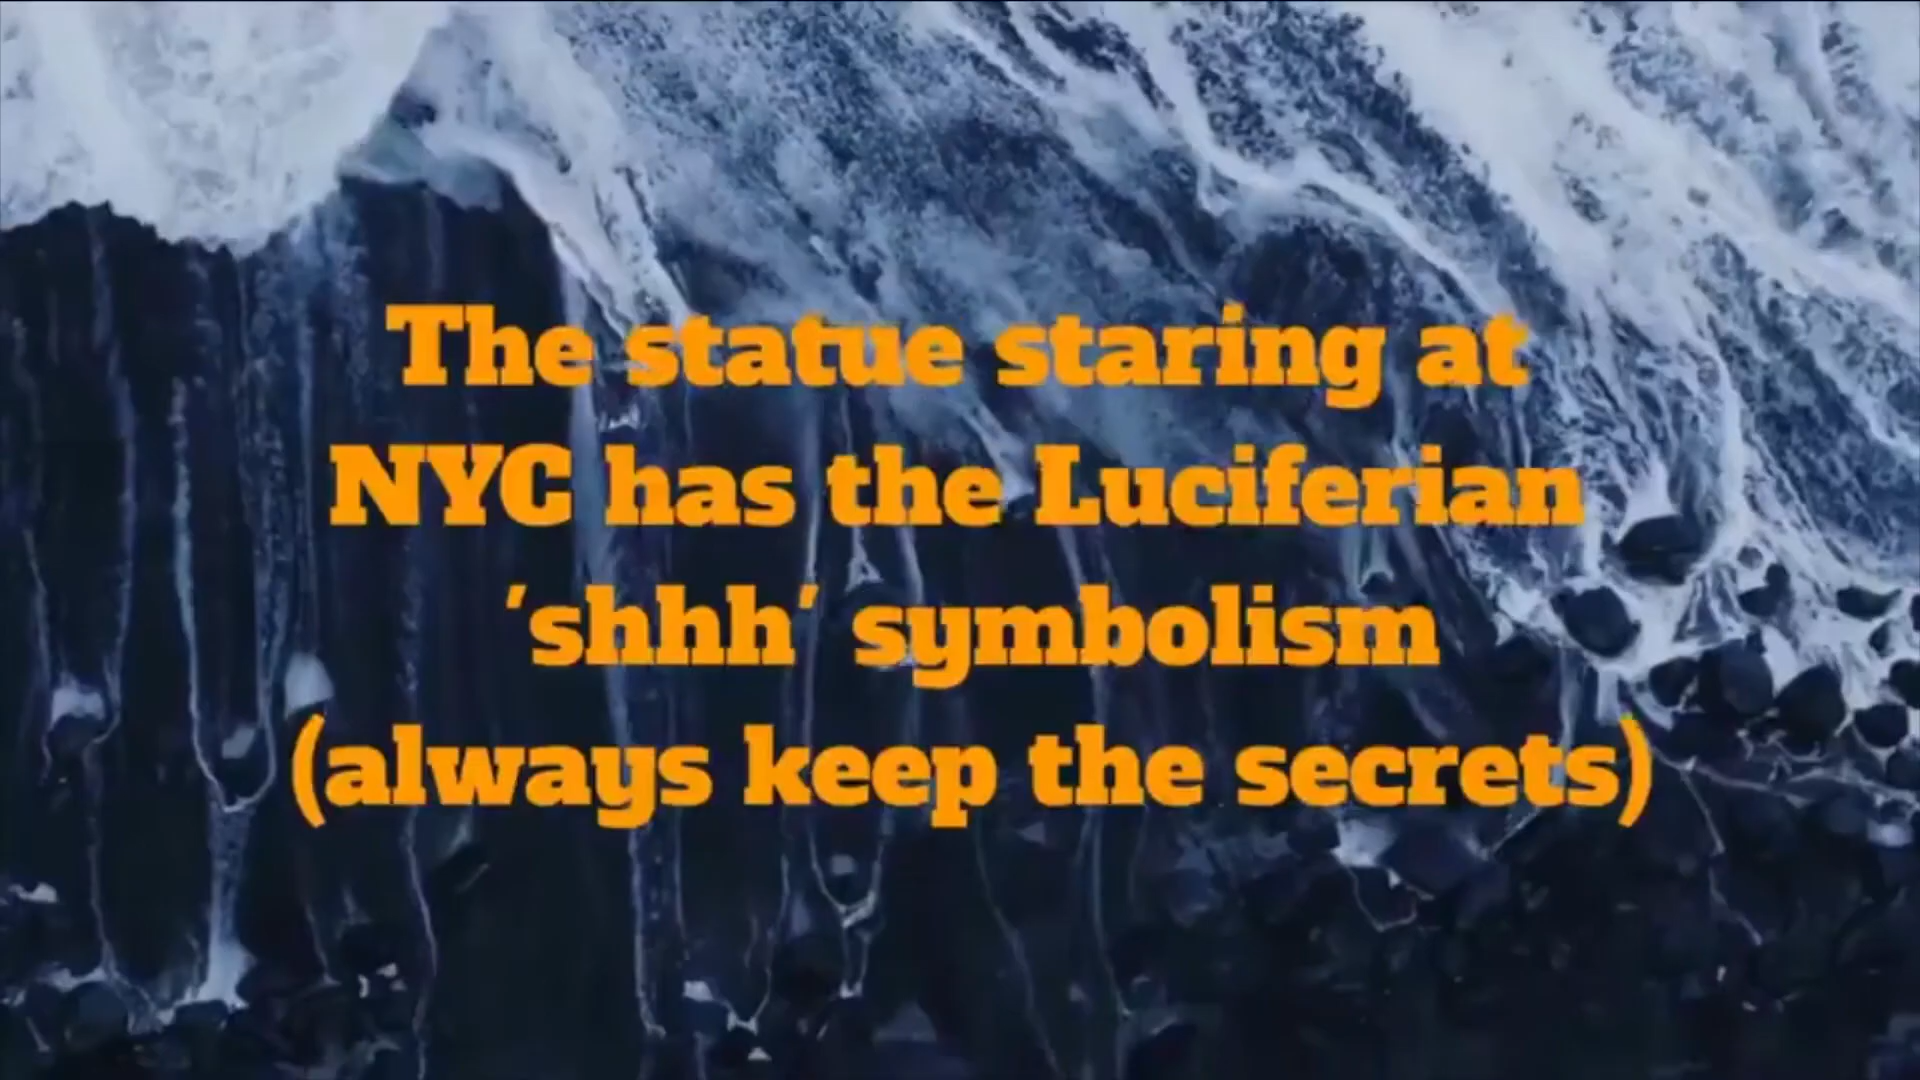 The statue staring at
NYC has the Luciferian
'shhh' symbolism
(always keep the secrets)